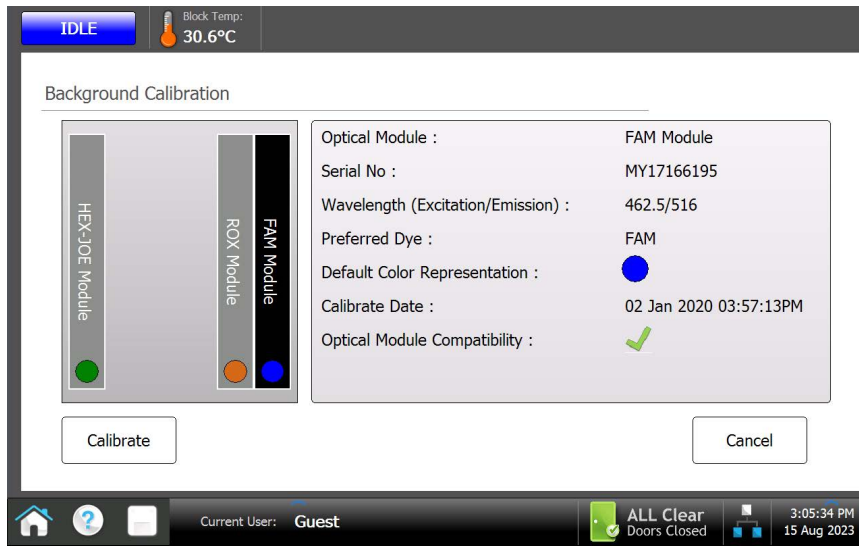 IDLE
Block Temp:
30.6°C
Background Calibration
HEX-JOE Module
ROX Module
FAM Module
Optical Module : FAM Module
Serial No : MY17166195
Wavelength (Excitation/Emission) : 462.5/516
Preferred Dye : FAM
Default Color Representation :
Calibrate Date : 02 Jan 2020 03:57:13PM
Optical Module Compatibility :
Calibrate
Cancel
Current User: Guest
ALL Clear
Doors Closed
3:05:34 PM
15 Aug 2023